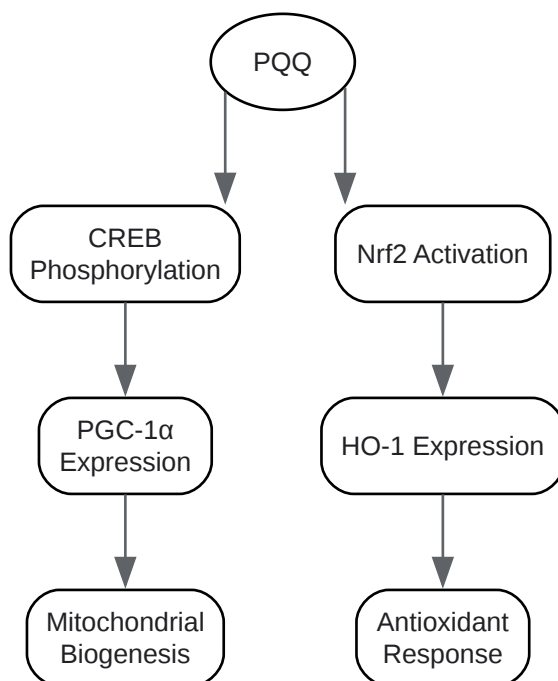 PQQ
CREB
Phosphorylation
Nrf2 Activation
PGC-1α
Expression
HO-1 Expression
Mitochondrial
Biogenesis
Antioxidant
Response